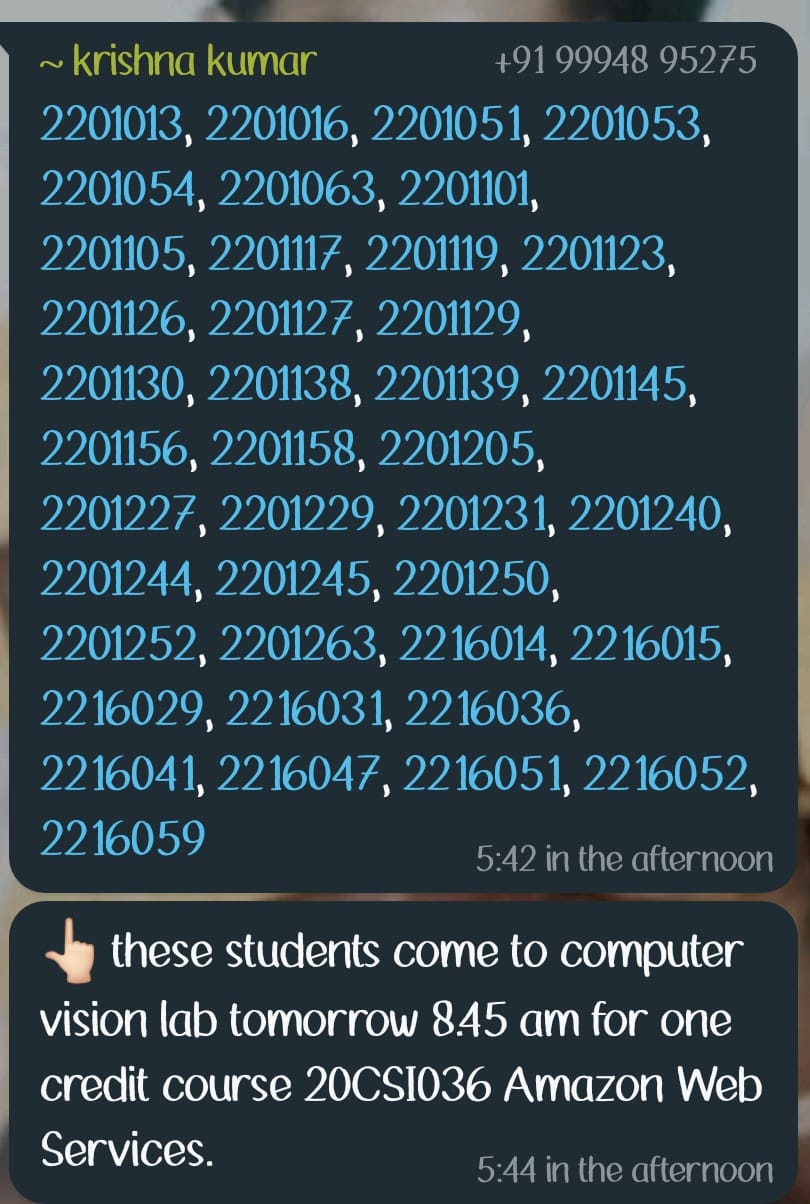 ~ krishna kumar +91 99948 95275
2201013, 2201016, 2201051, 2201053,
2201054, 2201063, 2201101,
2201105, 2201117, 2201119, 2201123,
2201126, 2201127, 2201129,
2201130, 2201138, 2201139, 2201145,
2201156, 2201158, 2201205,
2201227, 2201229, 2201231, 2201240,
2201244, 2201245, 2201250,
2201252, 2201263, 2216014, 2216015,
2216029, 2216031, 2216036,
2216041, 2216047, 2216051, 2216052,
2216059
5:42 in the afternoon
👆🏻 these students come to computer
vision lab tomorrow 8.45 am for one
credit course 20CSI036 Amazon Web
Services.
5:44 in the afternoon